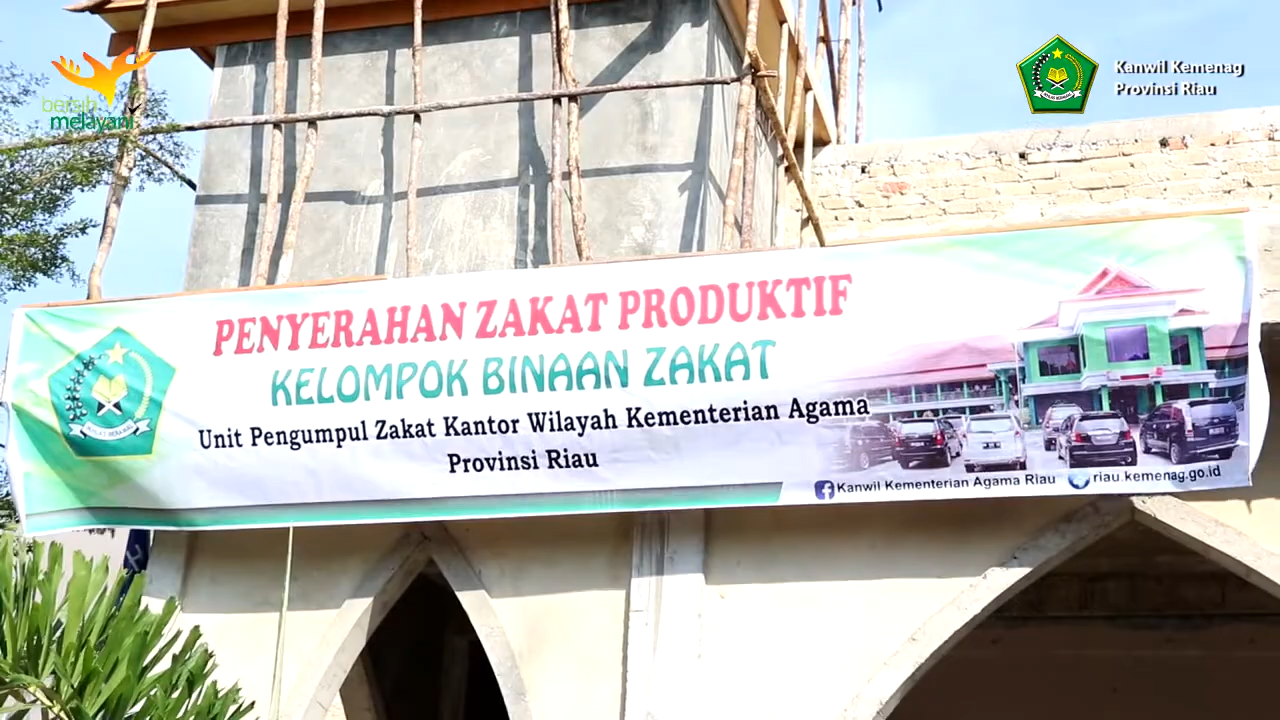 bersih
melayani
Kanwil Kemenag
Provinsi Riau
PENYERAHAN ZAKAT PRODUKTIF
KELOMPOK BINAAN ZAKAT
Unit Pengumpul Zakat Kantor Wilayah Kementerian Agama
Provinsi Riau
Kanwil Kementerian Agama Riau
riau.kemenag.go.id